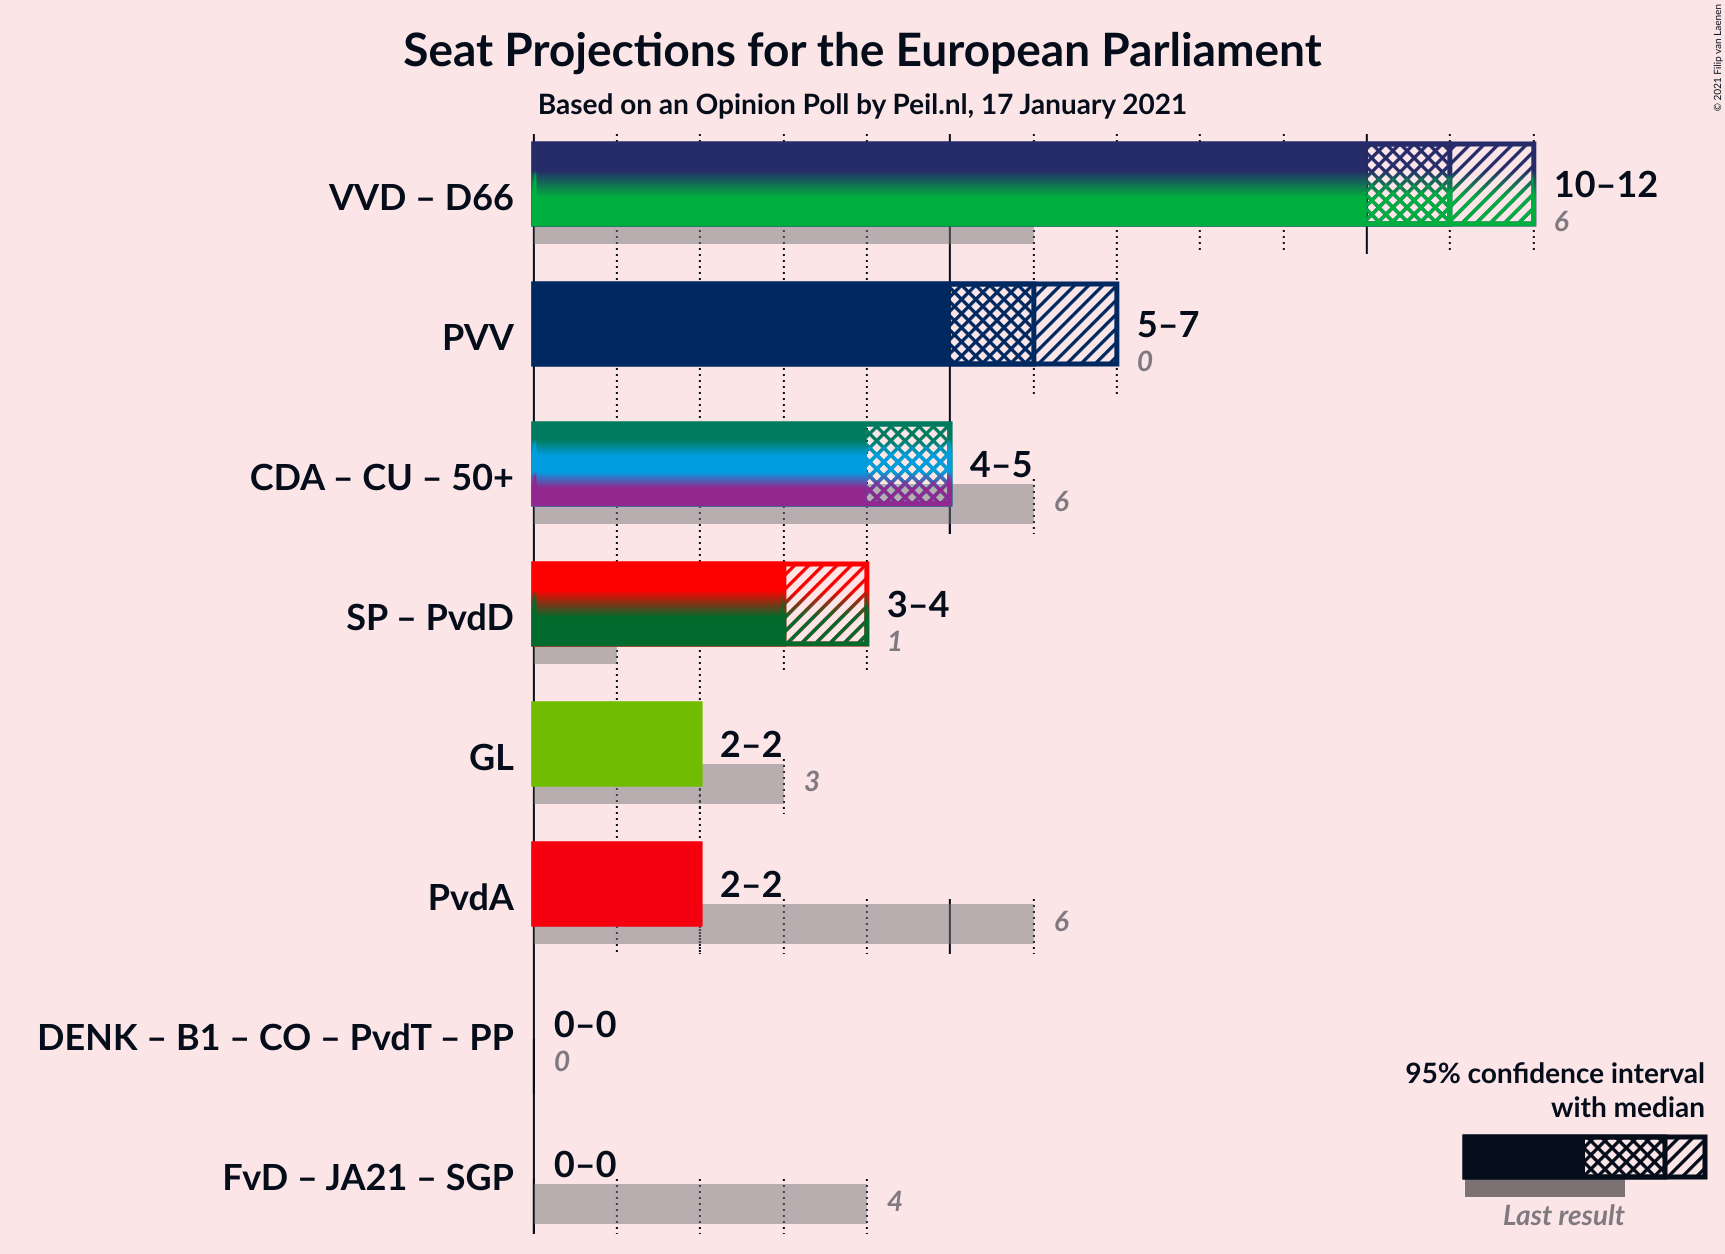 Seat Projections for the European Parliament
Based on an Opinion Poll by Peil.nl, 17 January 2021
© 2021 Filip van Laenen
VVD – D66
10–12
6
PVV
5–7
0
CDA – CU – 50+
4–5
6
SP – PvdD
3–4
1
GL
2–2
3
PvdA
2–2
6
DENK – B1 – CO – PvdT – PP
0–0
0
FvD – JA21 – SGP
0–0
4
95% confidence interval
with median
Last result